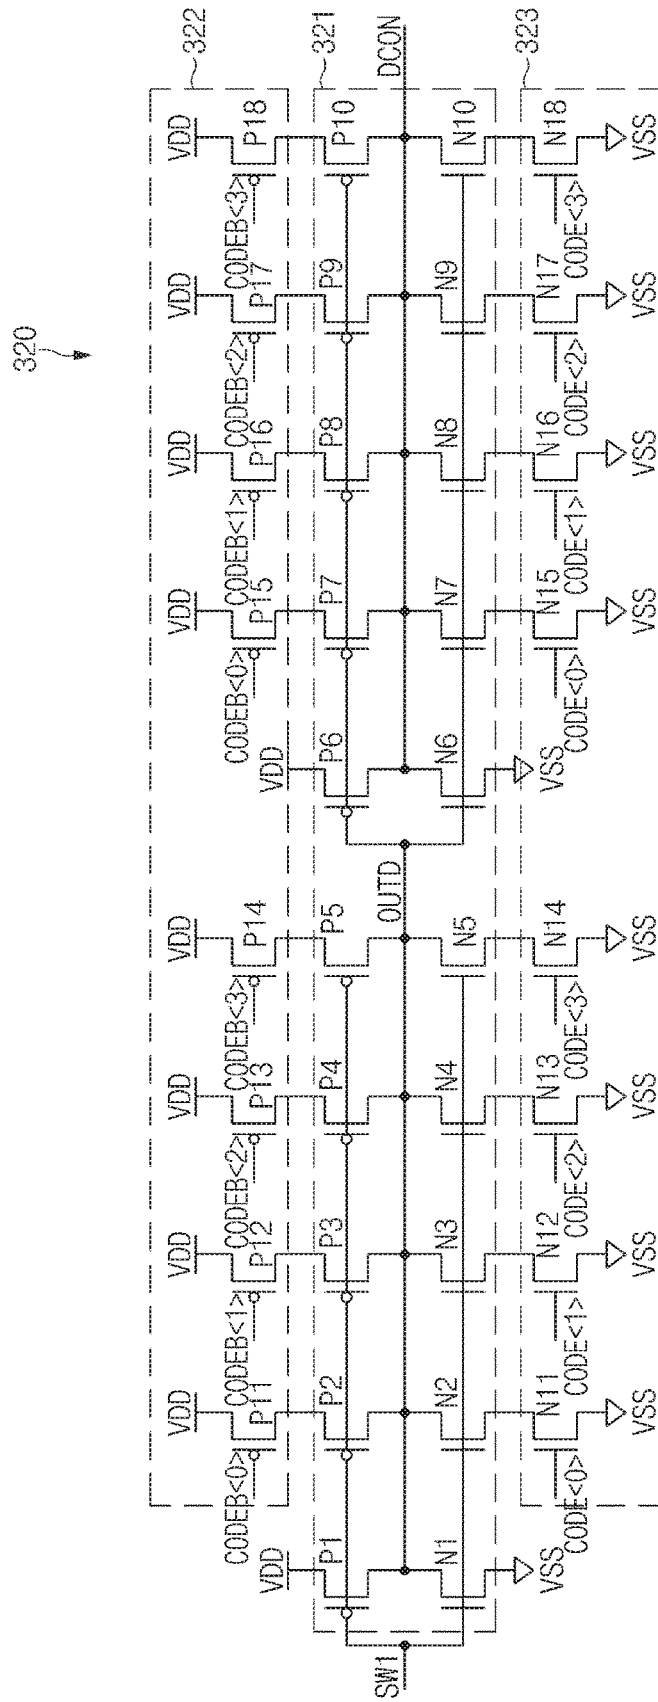 320
322
321
323
VDD VDD VDD VDD VDD VDD VDD VDD
CODEB<0> CODEB<1> CODEB<2> CODEB<3> CODEB<0> CODEB<1> CODEB<2> CODEB<3>
P11 P12 P13 P14 P15 P16 P17 P18
VDD VDD
P1 P2 P3 P4 P5 P6 P7 P8 P9 P10
SW1 OUTD DCON
N1 N2 N3 N4 N5 N6 N7 N8 N9 N10
VSS VSS
N11 N12 N13 N14 N15 N16 N17 N18
CODE<0> CODE<1> CODE<2> CODE<3> CODE<0> CODE<1> CODE<2> CODE<3>
VSS VSS VSS VSS VSS VSS VSS VSS